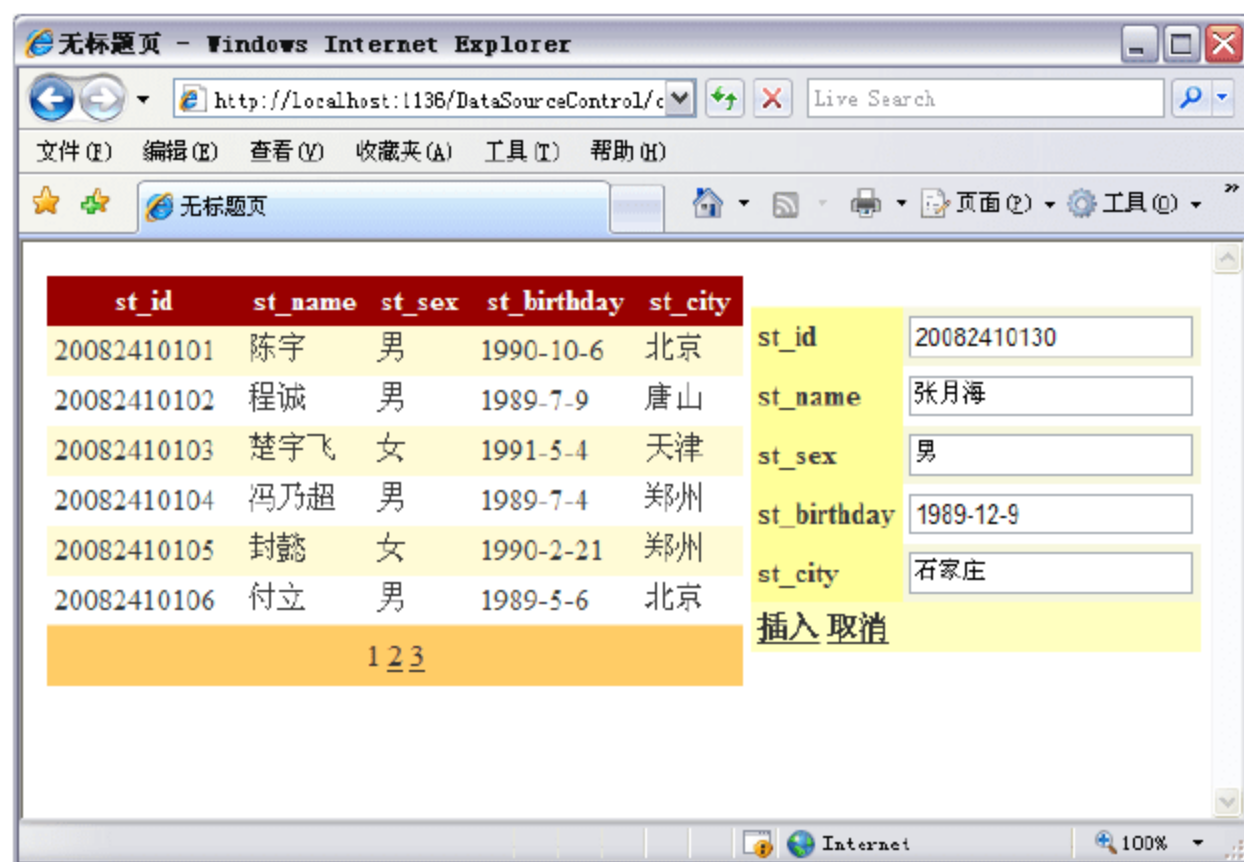 无标题页 - Windows Internet Explorer
http://localhost:1136/DataSourceControl/c
Live Search
文件(F) 编辑(E) 查看(V) 收藏夹(A) 工具(T) 帮助(H)
无标题页 页面(P) 工具(O) »
st_id st_name st_sex st_birthday st_city
20082410101 陈宇 男 1990-10-6 北京
20082410102 程诚 男 1989-7-9 唐山
20082410103 楚宇飞 女 1991-5-4 天津
20082410104 冯乃超 男 1989-7-4 郑州
20082410105 封懿 女 1990-2-21 郑州
20082410106 付立 男 1989-5-6 北京
1 2 3
st_id 20082410130
st_name 张月海
st_sex 男
st_birthday 1989-12-9
st_city 石家庄
插入 取消
Internet 100%